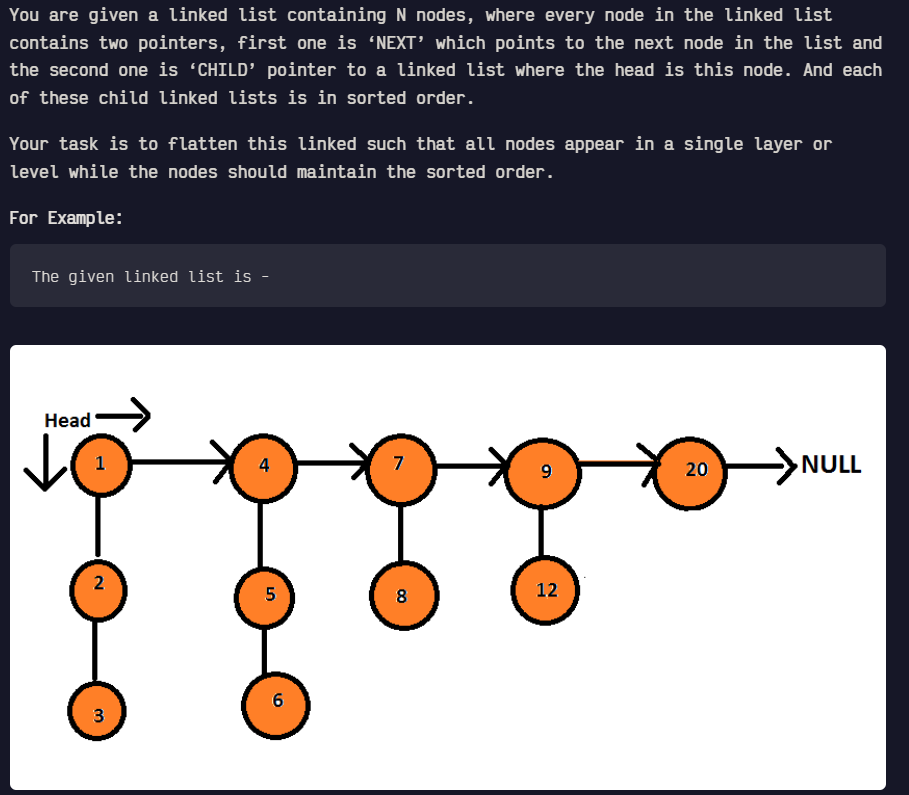 You are given a linked list containing N nodes, where every node in the linked list
contains two pointers, first one is ‘NEXT’ which points to the next node in the list and
the second one is ‘CHILD’ pointer to a linked list where the head is this node. And each
of these child linked lists is in sorted order.
Your task is to flatten this linked such that all nodes appear in a single layer or
level while the nodes should maintain the sorted order.
For Example:
The given linked list is -
Head
1 4 7 9 20 NULL
2 5 8 12
3 6